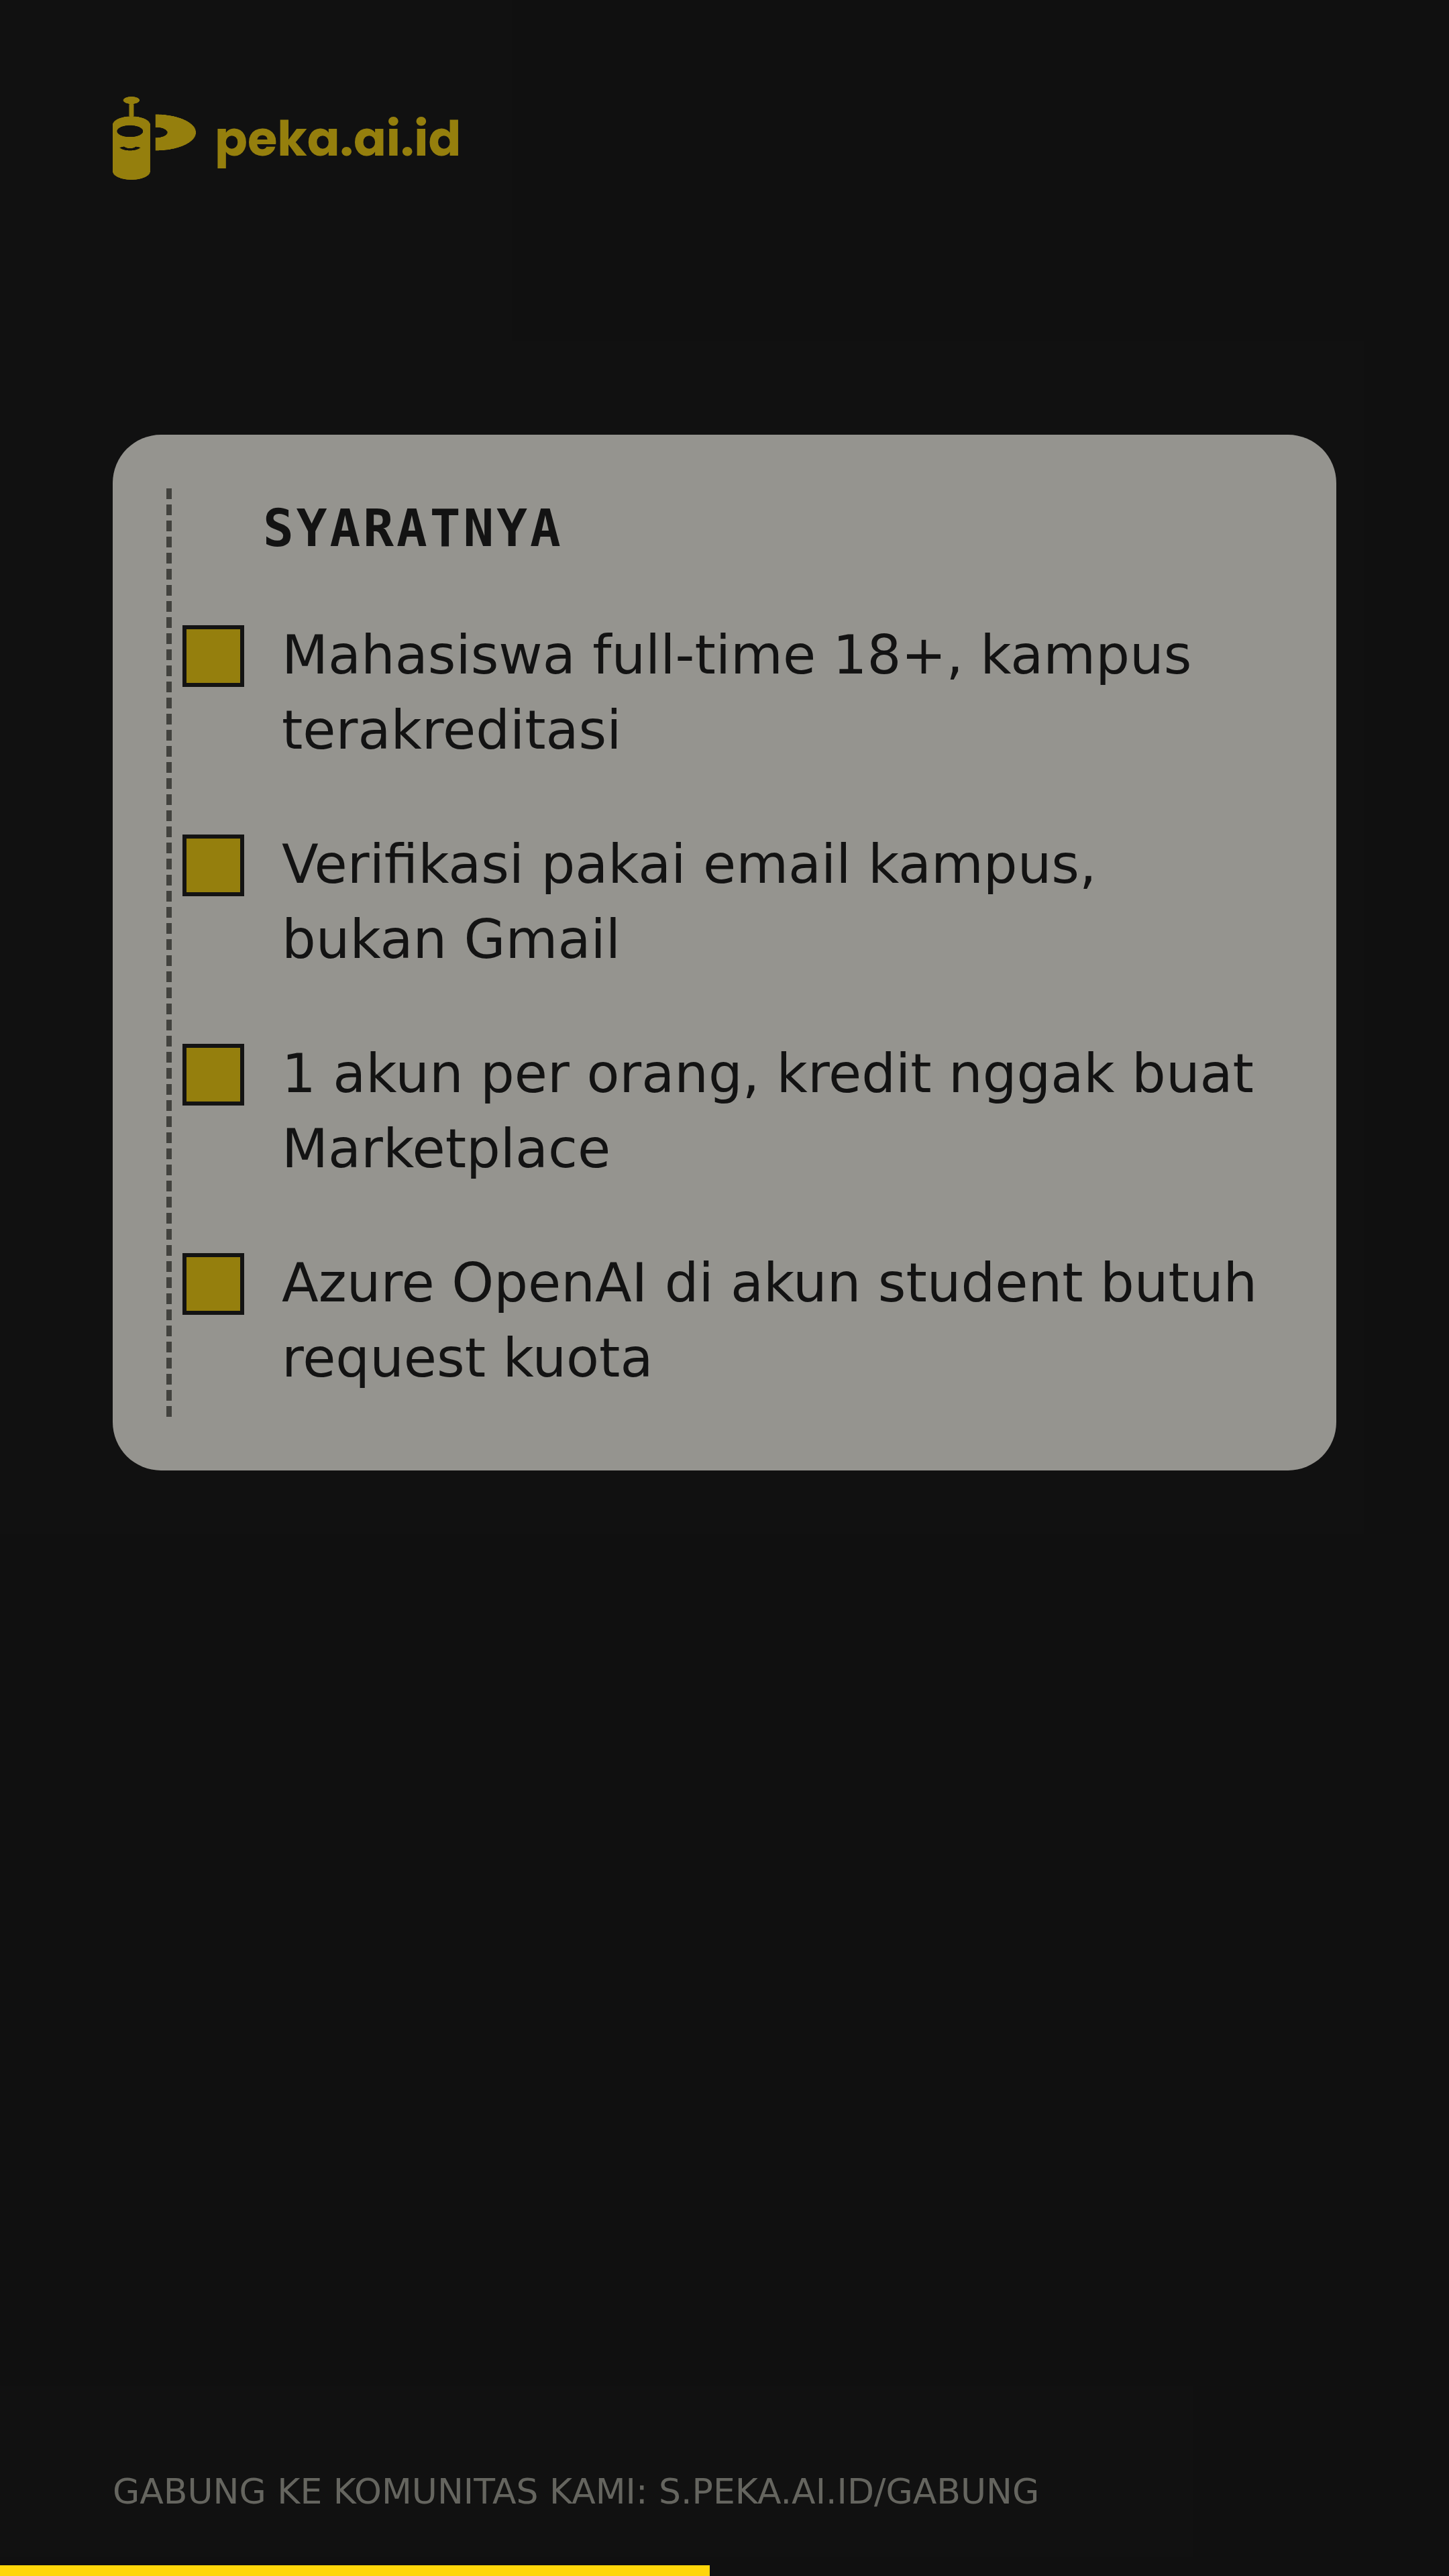 peka.ai.id
SYARATNYA
Mahasiswa full-time 18+, kampus
terakreditasi
Verifikasi pakai email kampus,
bukan Gmail
1 akun per orang, kredit nggak buat
Marketplace
Azure OpenAI di akun student butuh
request kuota
GABUNG KE KOMUNITAS KAMI: S.PEKA.AI.ID/GABUNG